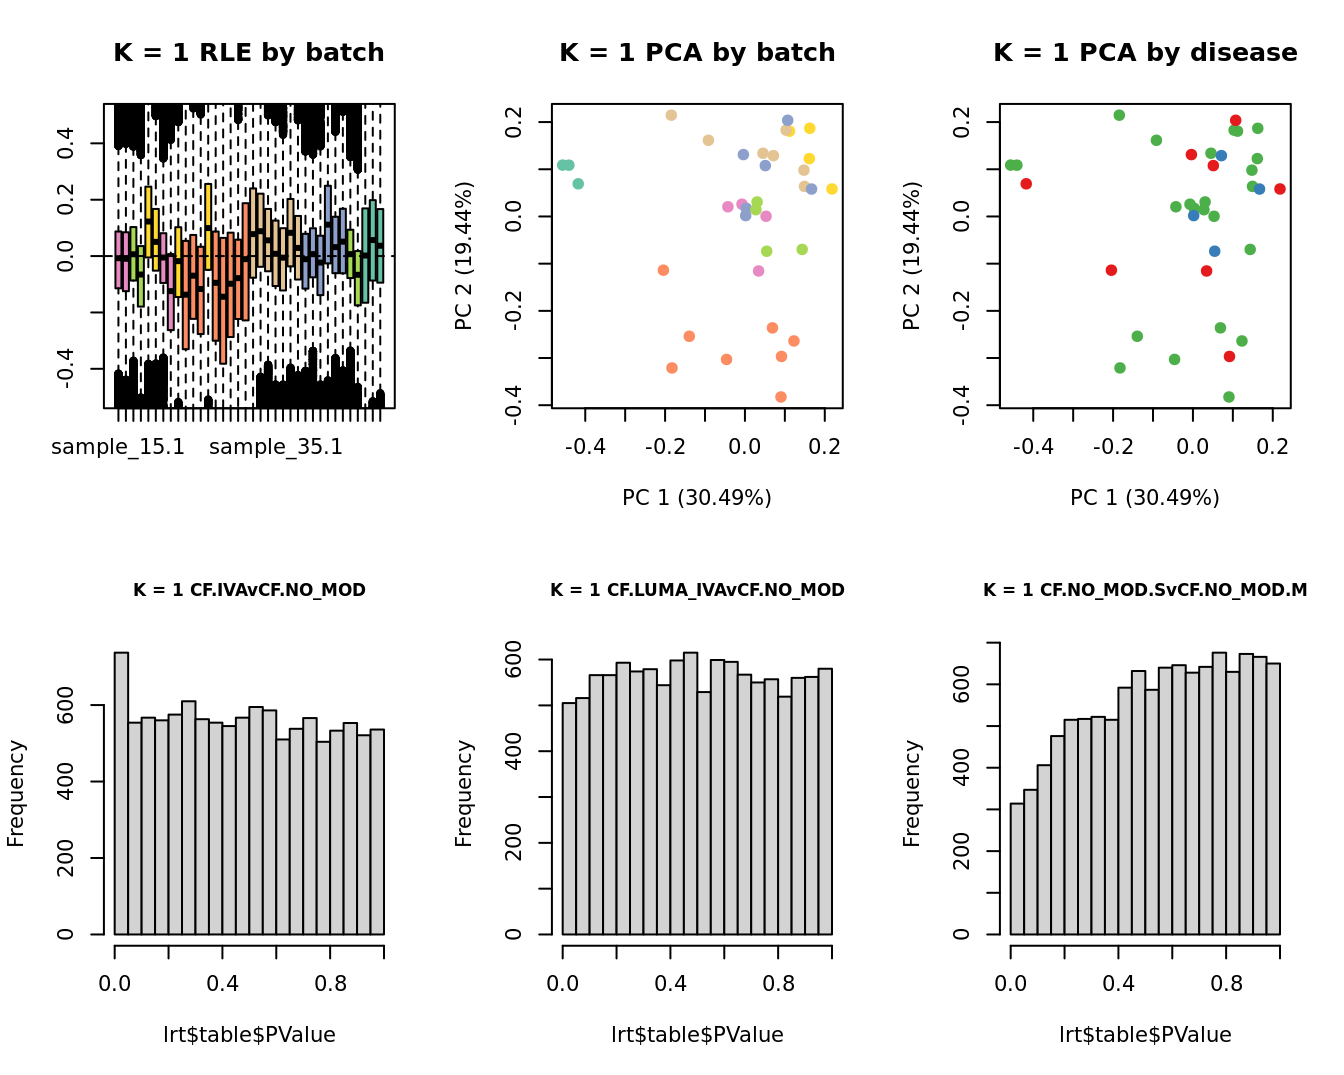 K = 1 RLE by batch
-0.4 0.0 0.2 0.4
sample_15.1 sample_35.1
K = 1 PCA by batch
PC 2 (19.44%)
-0.4 -0.2 0.0 0.2
-0.4 -0.2 0.0 0.2
PC 1 (30.49%)
K = 1 PCA by disease
PC 2 (19.44%)
-0.4 -0.2 0.0 0.2
-0.4 -0.2 0.0 0.2
PC 1 (30.49%)
K = 1 CF.IVAvCF.NO_MOD
Frequency
0 200 400 600
0.0 0.4 0.8
lrt$table$PValue
K = 1 CF.LUMA_IVAvCF.NO_MOD
Frequency
0 200 400 600
0.0 0.4 0.8
lrt$table$PValue
K = 1 CF.NO_MOD.SvCF.NO_MOD.M
Frequency
0 200 400 600
0.0 0.4 0.8
lrt$table$PValue